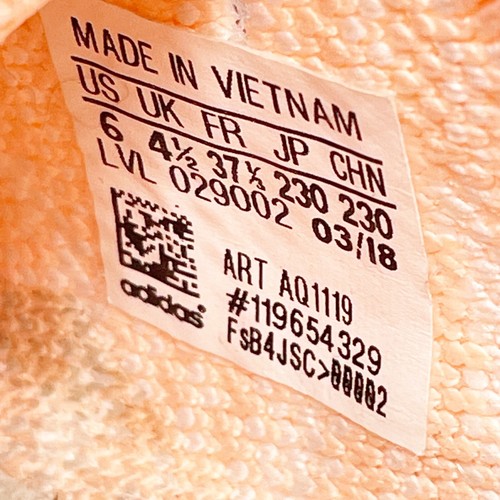 MADE IN VIETNAM
US UK FR JP CHN
6 4½ 37⅓ 230 230
LVL 029002 03/18
ART AQ1119
#119654329
FsB4JSC>00002
adidas